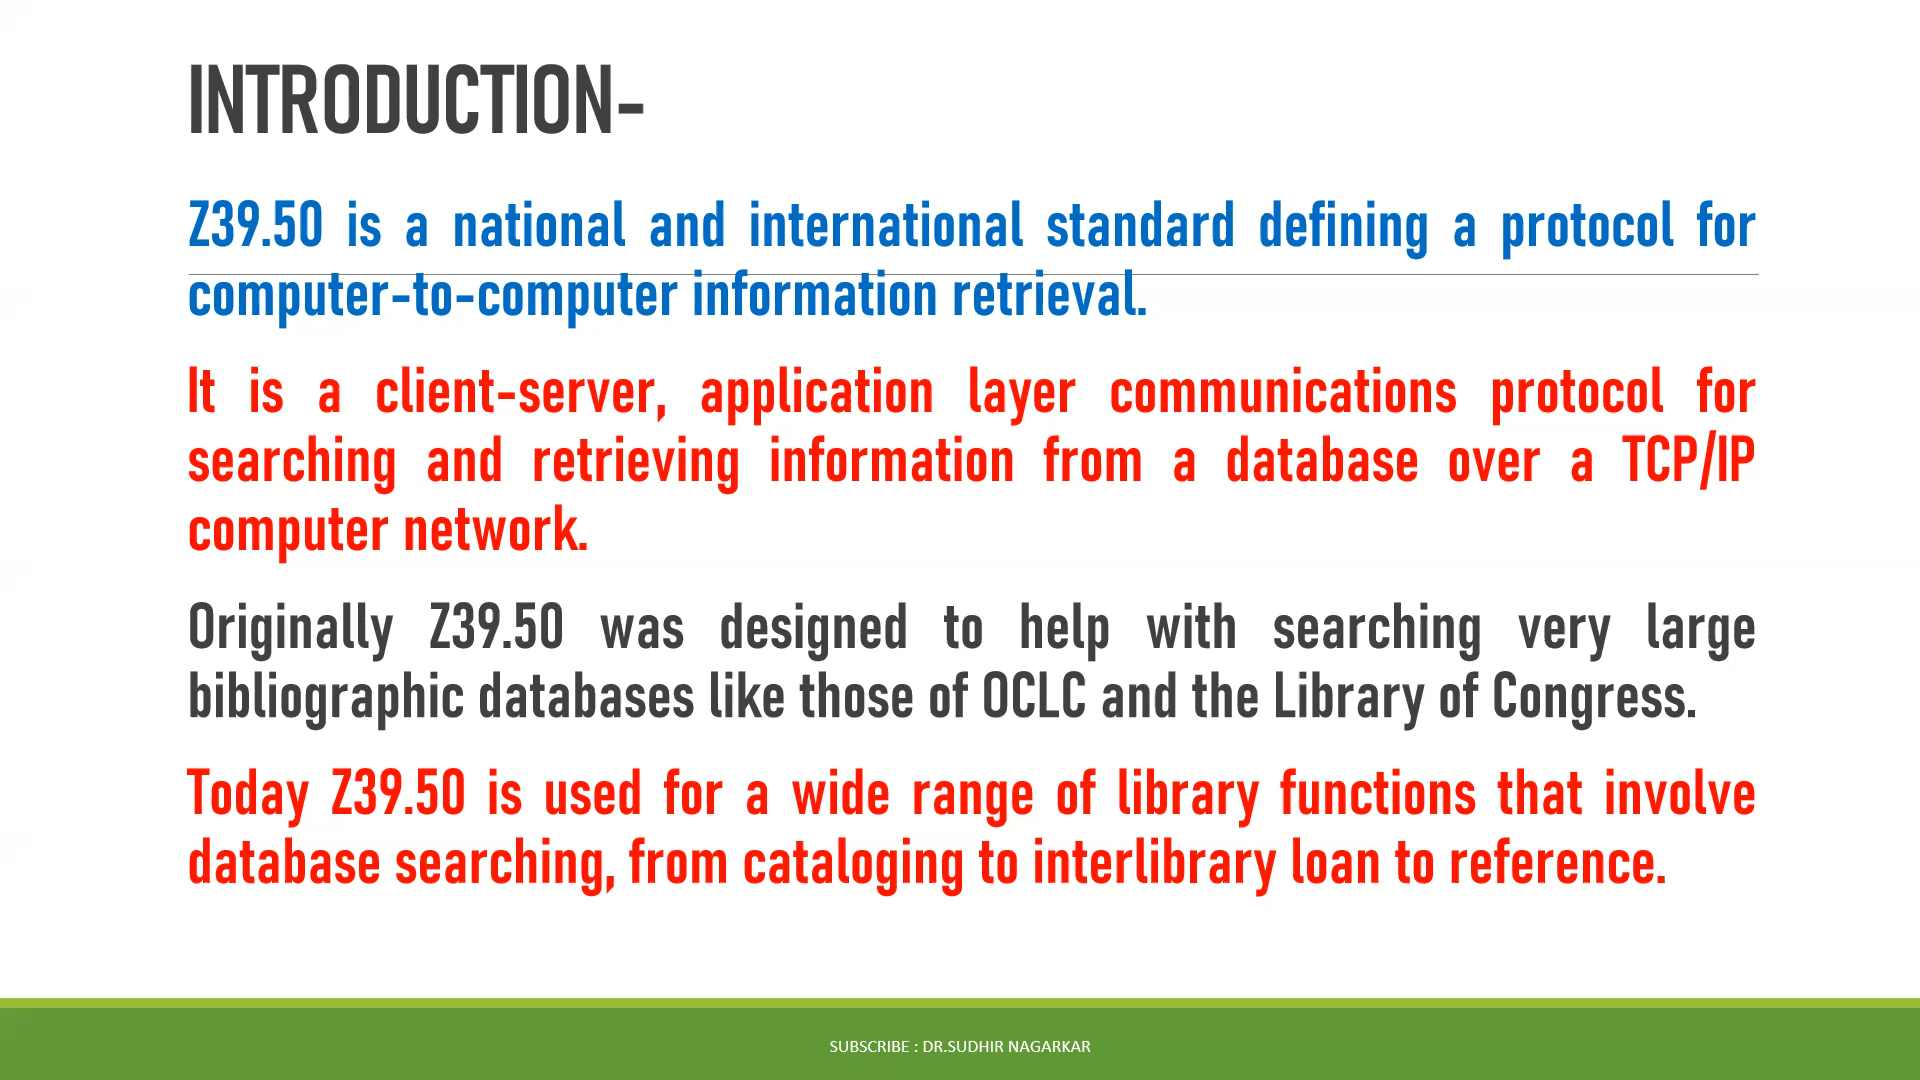 INTRODUCTION-
Z39.50 is a national and international standard defining a protocol for
computer-to-computer information retrieval.
It is a client-server, application layer communications protocol for
searching and retrieving information from a database over a TCP/IP
computer network.
Originally Z39.50 was designed to help with searching very large
bibliographic databases like those of OCLC and the Library of Congress.
Today Z39.50 is used for a wide range of library functions that involve
database searching, from cataloging to interlibrary loan to reference.
SUBSCRIBE : DR.SUDHIR NAGARKAR